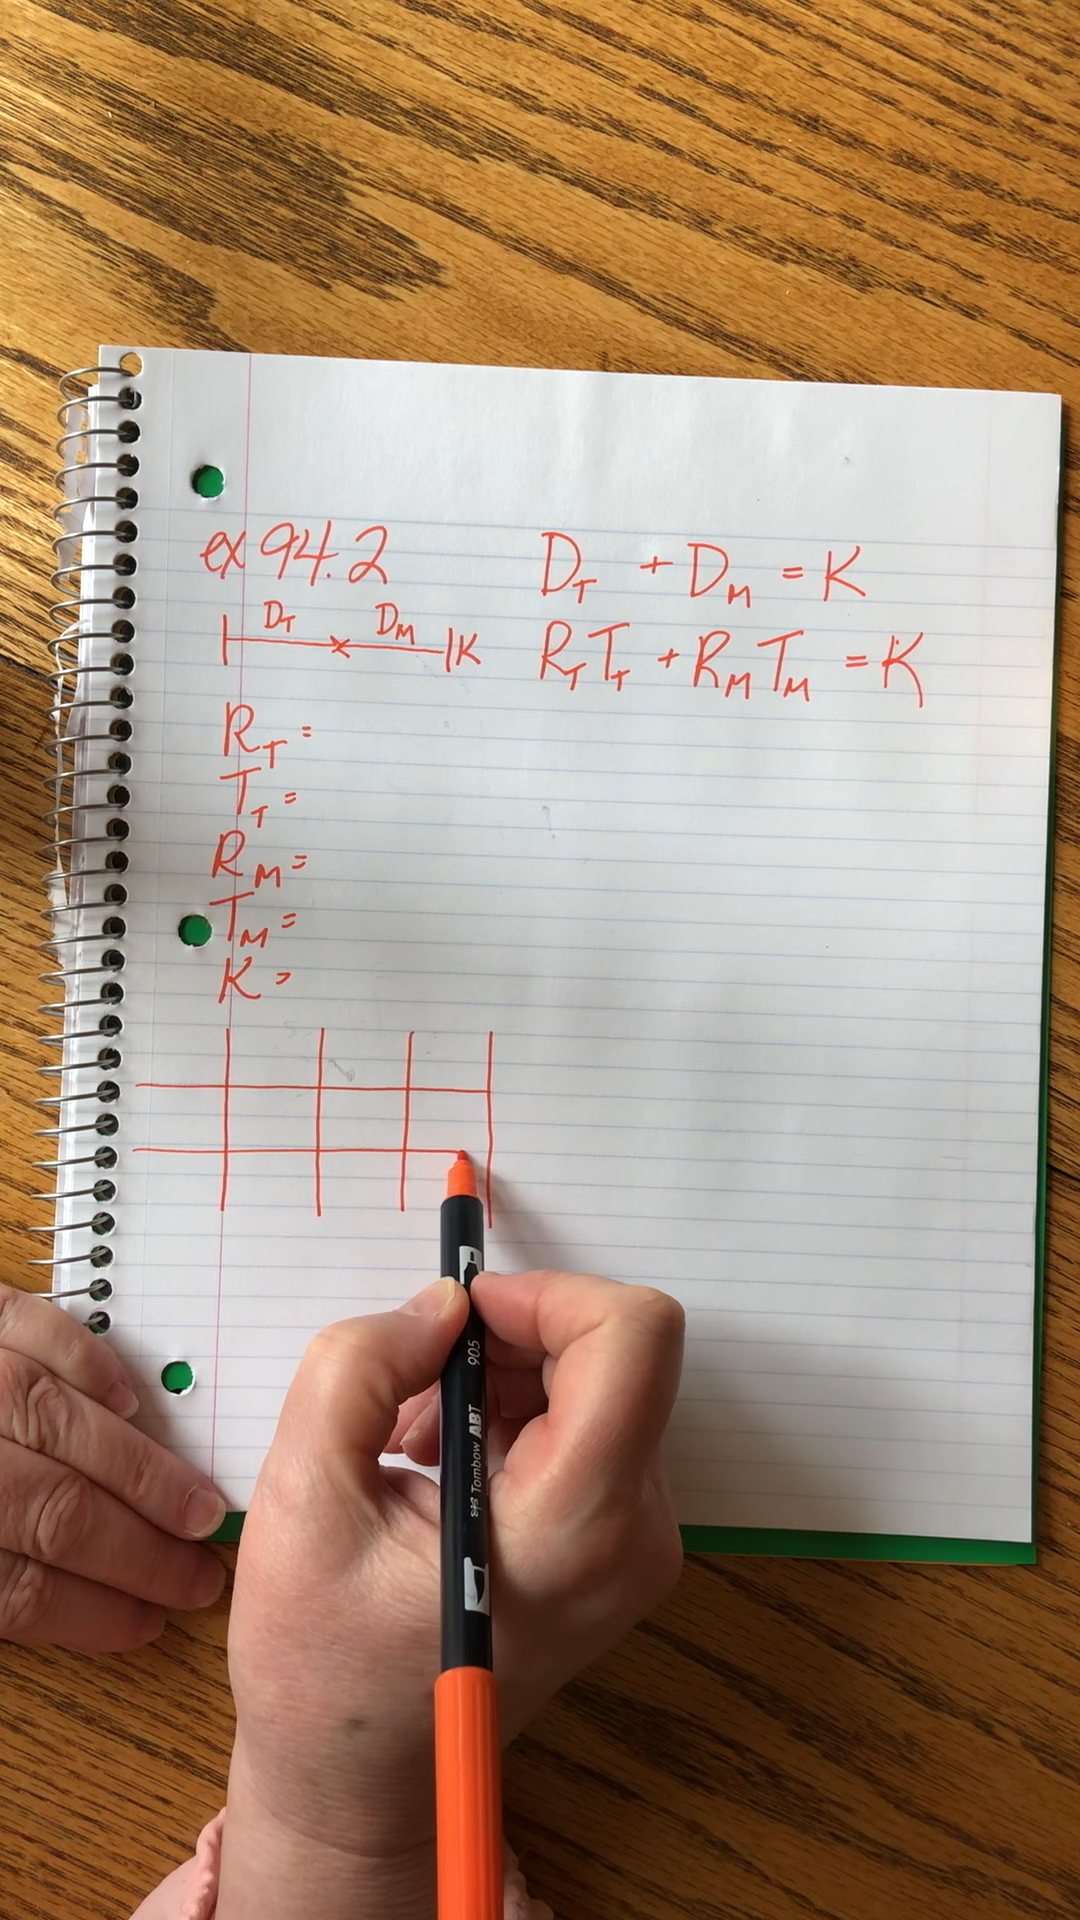 ex 94.2
D_T + D_M = K
D_T D_M
K
R_T T_T + R_M T_M = K
R_T =
T_T =
R_M =
T_M =
K =
Tombow ABT 905